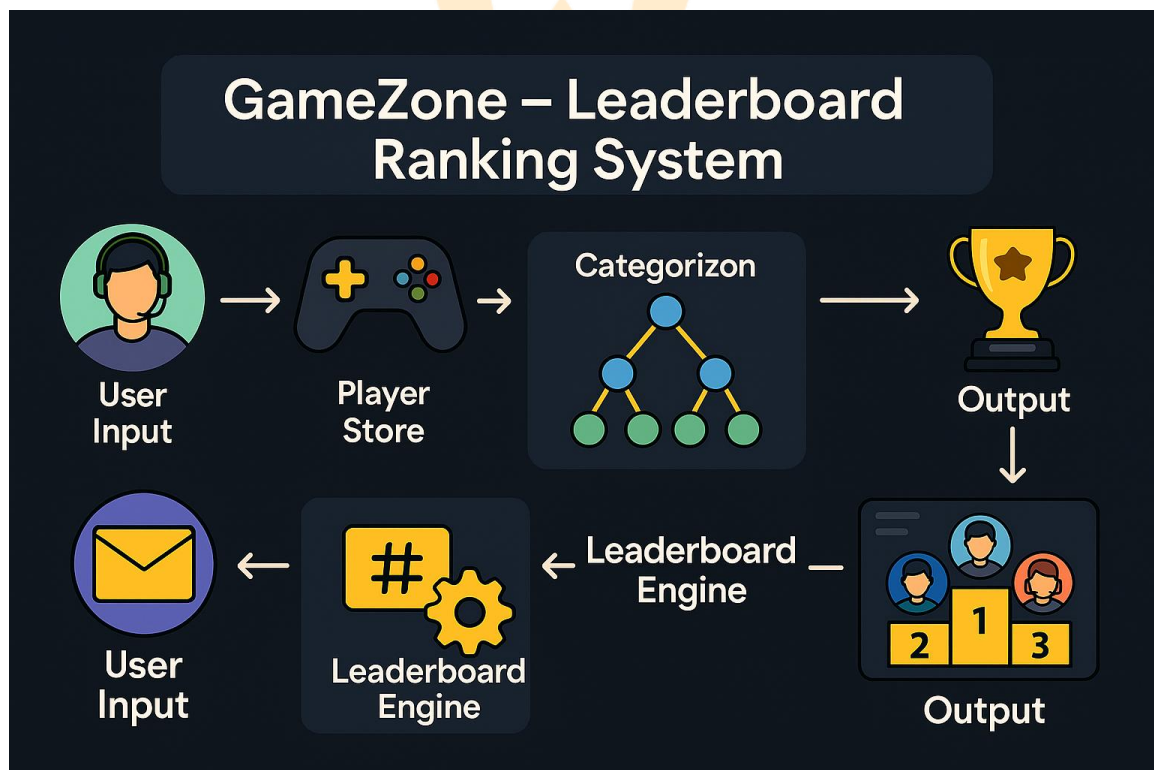 GameZone – Leaderboard
Ranking System
User
Input
Player
Store
Categorizon
Output
User
Input
#
Leaderboard
Engine
Leaderboard
Engine
2
1
3
Output